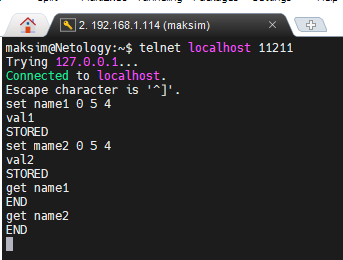 2. 192.168.1.114 (maksim)
maksim@Netology:~$ telnet localhost 11211
Trying 127.0.0.1...
Connected to localhost.
Escape character is '^]'.
set name1 0 5 4
val1
STORED
set mame2 0 5 4
val2
STORED
get name1
END
get name2
END